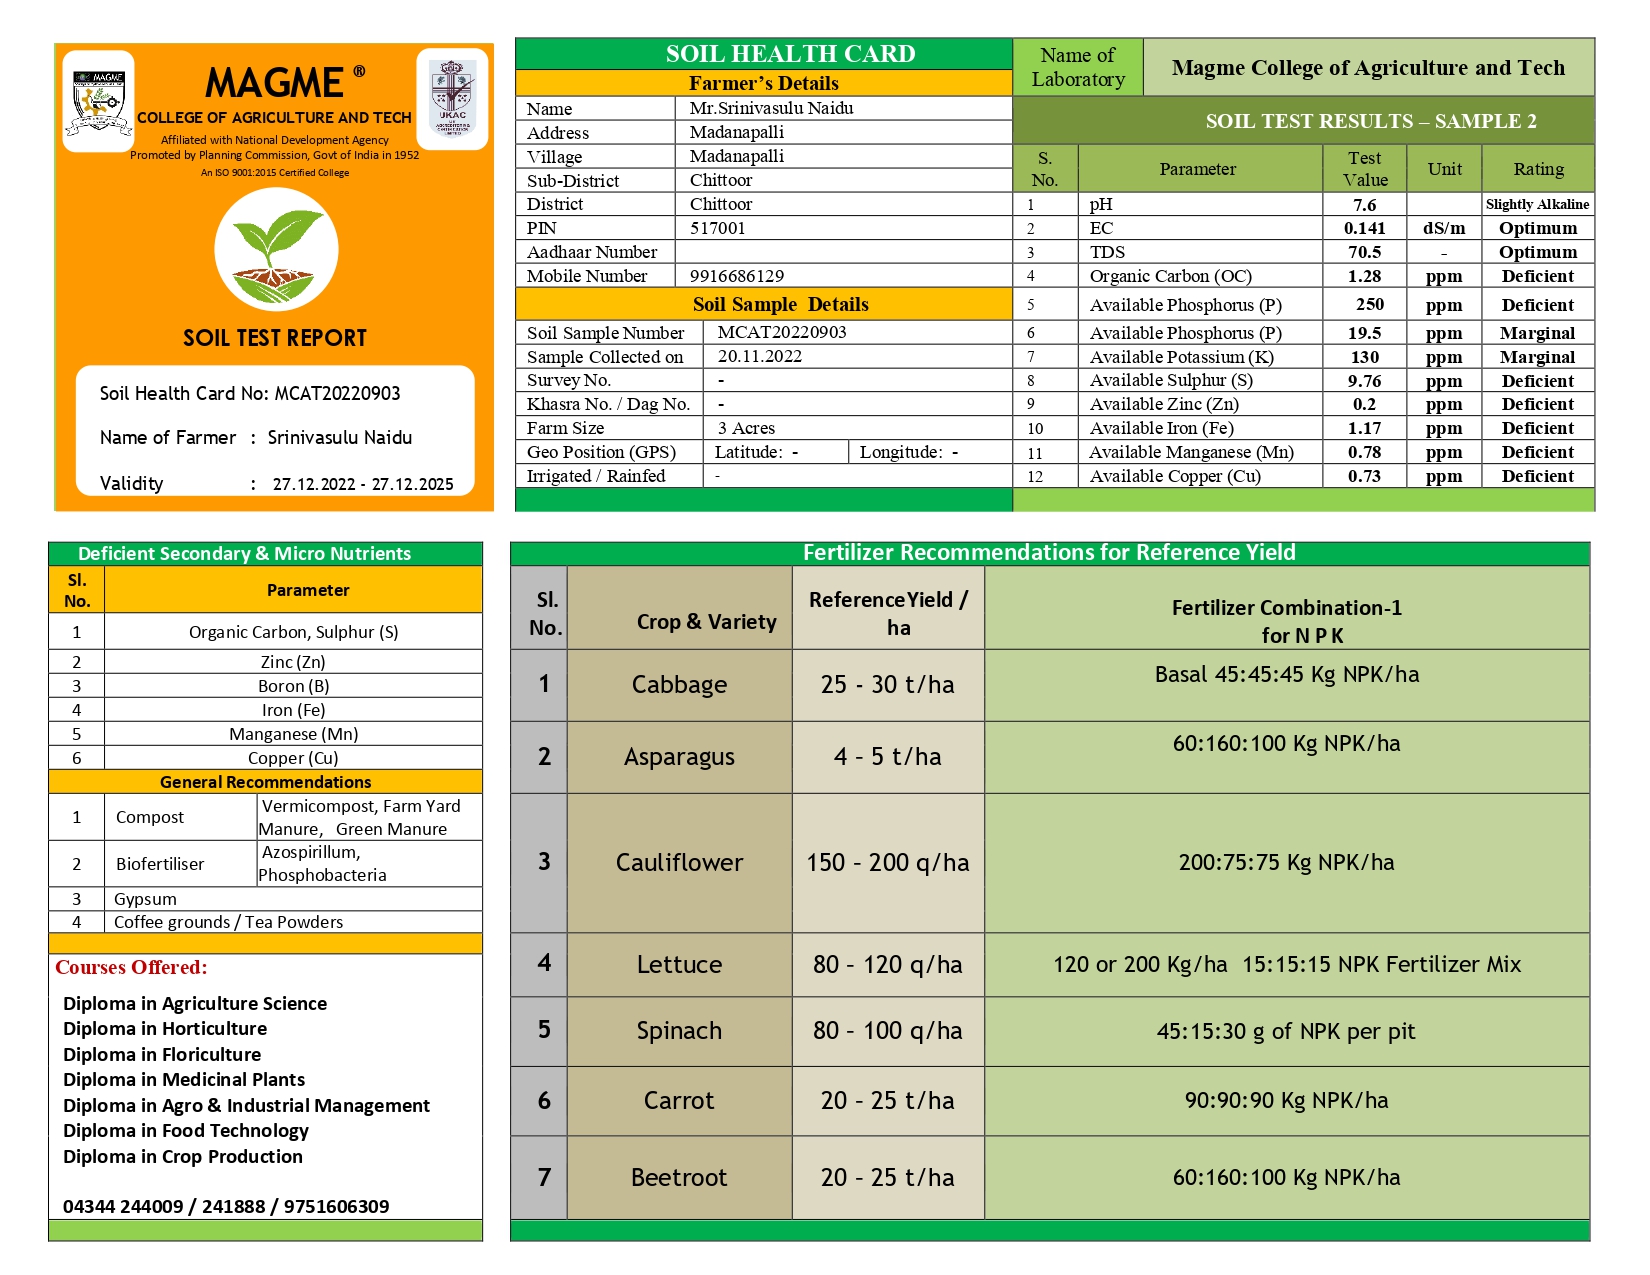 MAGME ®
COLLEGE OF AGRICULTURE AND TECH
Affiliated with National Development Agency
Promoted by Planning Commission, Govt of India in 1952
An ISO 9001:2015 Certified College
MAGME
UKAC
SOIL TEST REPORT
Soil Health Card No: MCAT20220903
Name of Farmer : Srinivasulu Naidu
Validity : 27.12.2022 - 27.12.2025
SOIL HEALTH CARD
Farmer’s Details
Name Mr.Srinivasulu Naidu
Address Madanapalli
Village Madanapalli
Sub-District Chittoor
District Chittoor
PIN 517001
Aadhaar Number
Mobile Number 9916686129
Soil Sample Details
Soil Sample Number MCAT20220903
Sample Collected on 20.11.2022
Survey No. -
Khasra No. / Dag No. -
Farm Size 3 Acres
Geo Position (GPS) Latitude: - Longitude: -
Irrigated / Rainfed -
Name of
Laboratory
Magme College of Agriculture and Tech
SOIL TEST RESULTS – SAMPLE 2
S.
No.
Parameter
Test
Value
Unit
Rating
1 pH 7.6 Slightly Alkaline
2 EC 0.141 dS/m Optimum
3 TDS 70.5 - Optimum
4 Organic Carbon (OC) 1.28 ppm Deficient
5 Available Phosphorus (P) 250 ppm Deficient
6 Available Phosphorus (P) 19.5 ppm Marginal
7 Available Potassium (K) 130 ppm Marginal
8 Available Sulphur (S) 9.76 ppm Deficient
9 Available Zinc (Zn) 0.2 ppm Deficient
10 Available Iron (Fe) 1.17 ppm Deficient
11 Available Manganese (Mn) 0.78 ppm Deficient
12 Available Copper (Cu) 0.73 ppm Deficient
Deficient Secondary & Micro Nutrients
Sl.
No.
Parameter
1 Organic Carbon, Sulphur (S)
2 Zinc (Zn)
3 Boron (B)
4 Iron (Fe)
5 Manganese (Mn)
6 Copper (Cu)
General Recommendations
1 Compost Vermicompost, Farm Yard
Manure, Green Manure
2 Biofertiliser Azospirillum,
Phosphobacteria
3 Gypsum
4 Coffee grounds / Tea Powders
Courses Offered:
Diploma in Agriculture Science
Diploma in Horticulture
Diploma in Floriculture
Diploma in Medicinal Plants
Diploma in Agro & Industrial Management
Diploma in Food Technology
Diploma in Crop Production
04344 244009 / 241888 / 9751606309
Fertilizer Recommendations for Reference Yield
Sl.
No.
Crop & Variety
Reference Yield /
ha
Fertilizer Combination-1
for N P K
1 Cabbage 25 - 30 t/ha Basal 45:45:45 Kg NPK/ha
2 Asparagus 4 – 5 t/ha 60:160:100 Kg NPK/ha
3 Cauliflower 150 – 200 q/ha 200:75:75 Kg NPK/ha
4 Lettuce 80 – 120 q/ha 120 or 200 Kg/ha 15:15:15 NPK Fertilizer Mix
5 Spinach 80 – 100 q/ha 45:15:30 g of NPK per pit
6 Carrot 20 – 25 t/ha 90:90:90 Kg NPK/ha
7 Beetroot 20 – 25 t/ha 60:160:100 Kg NPK/ha